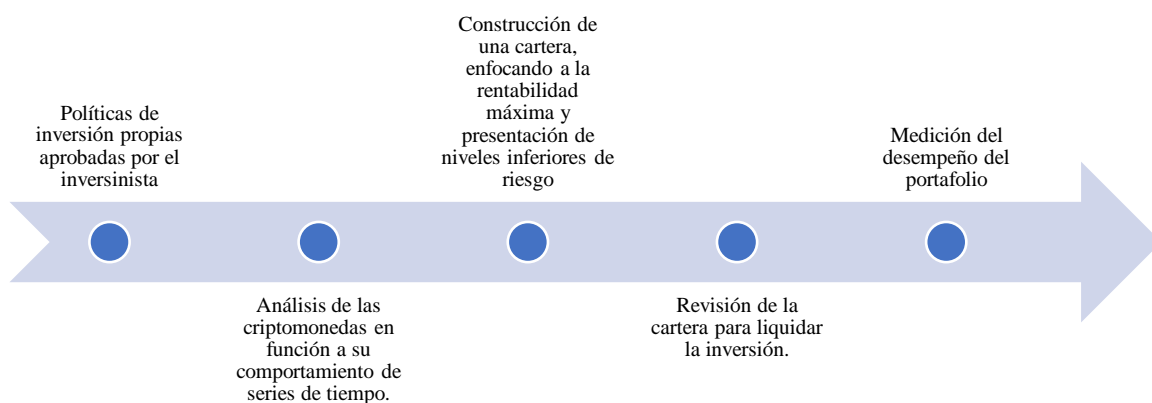 Políticas de
inversión propias
aprobadas por el
inversinista
Análisis de las
criptomonedas en
función a su
comportamiento de
series de tiempo.
Construcción de
una cartera,
enfocando a la
rentabilidad
máxima y
presentación de
niveles inferiores de
riesgo
Revisión de la
cartera para liquidar
la inversión.
Medición del
desempeño del
portafolio